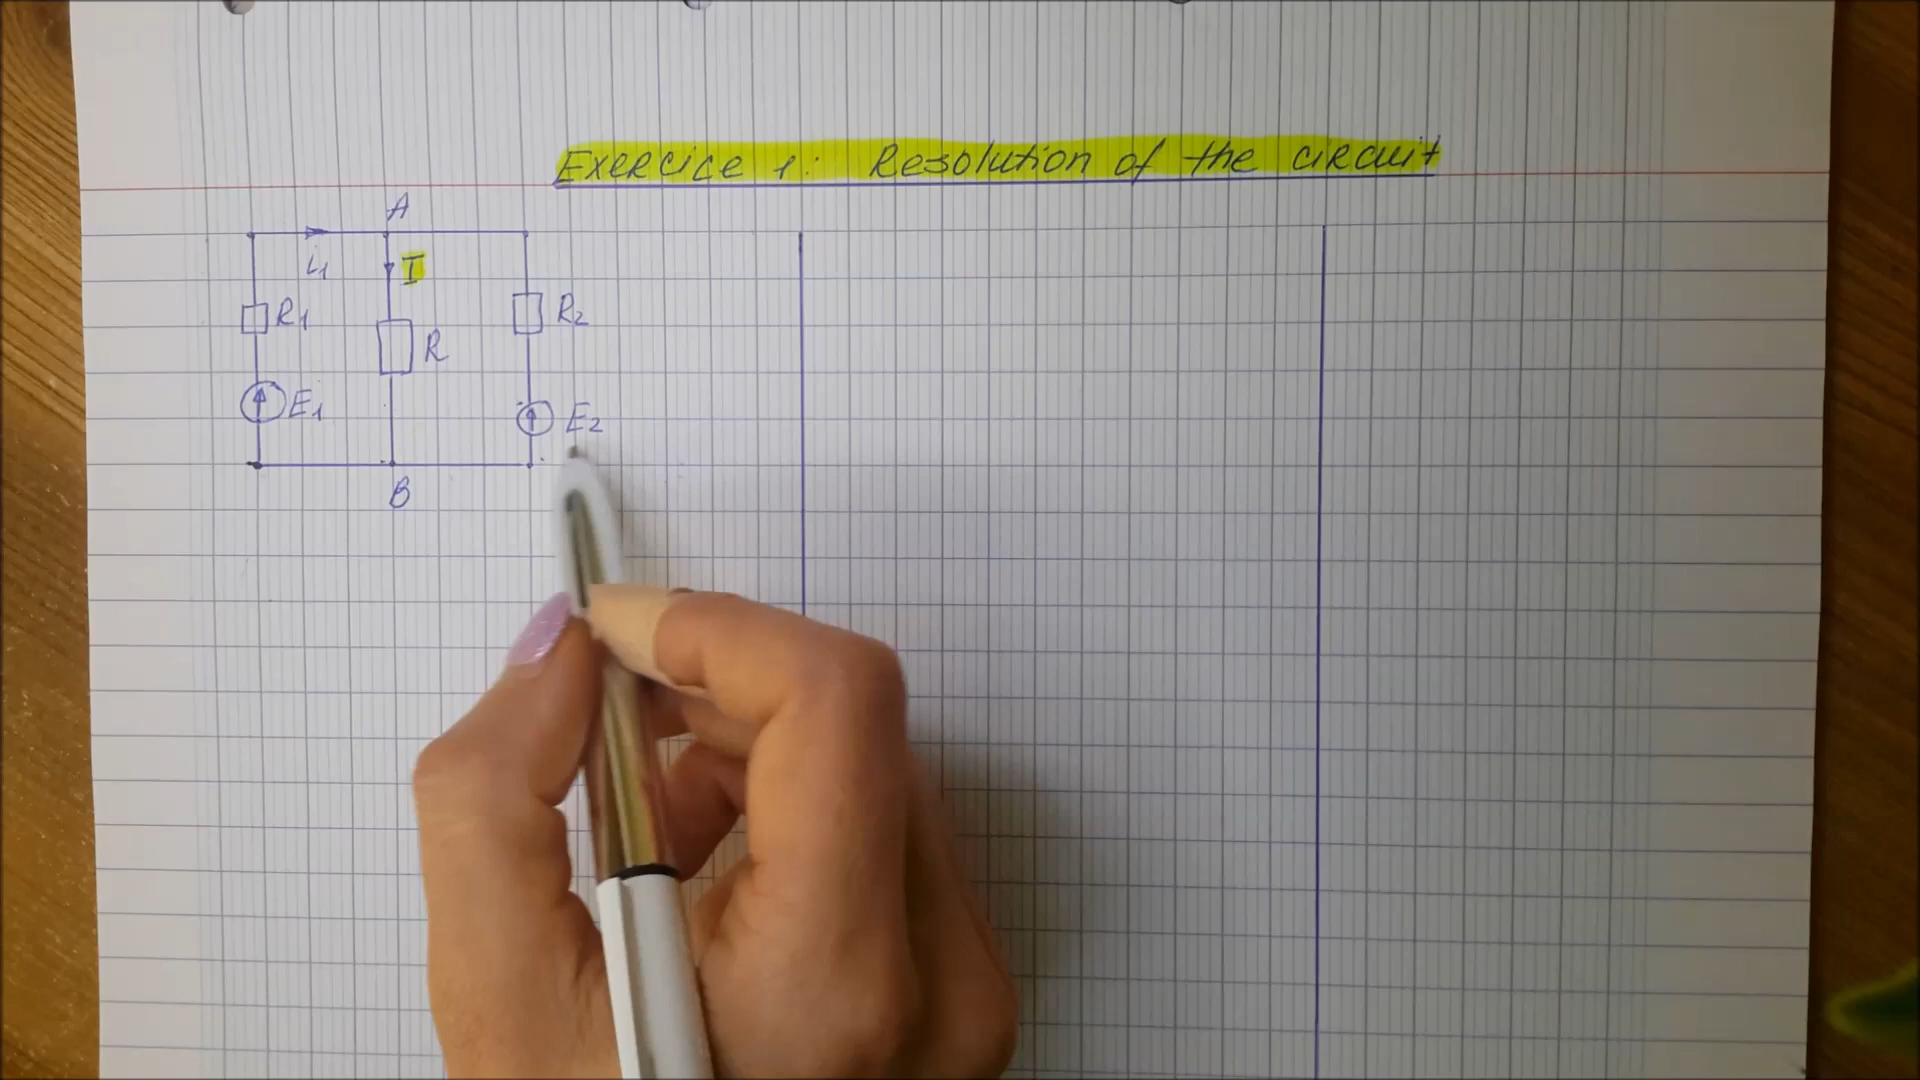 Exercice 1: Resolution of the circuit
A
i1
I
R1
R2
R
E1
E2
B